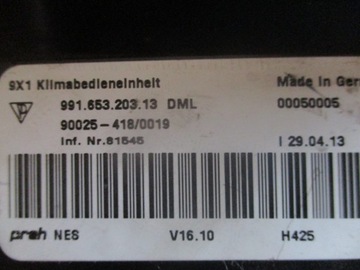 9X1 Klimabedieneinheit Made in Ger
991.653.203.13 DML 00050005
90025-418/0019
Inf. Nr.81545 I 29.04.13
preh NES V16.10 H425